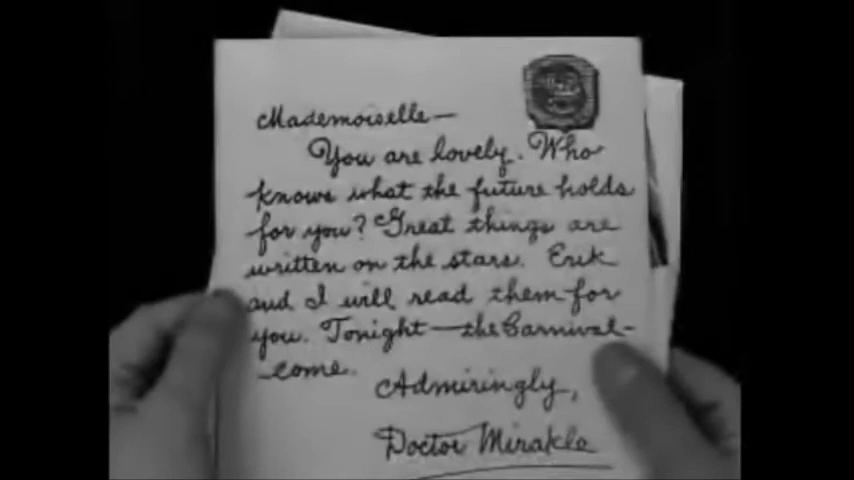 Mademoiselle—
You are lovely. Who
knows what the future holds
for you? Great things are
written on the stars. Erik
and I will read them for
you. Tonight—the Carnival-
come.
Admiringly,
Doctor Mirakle